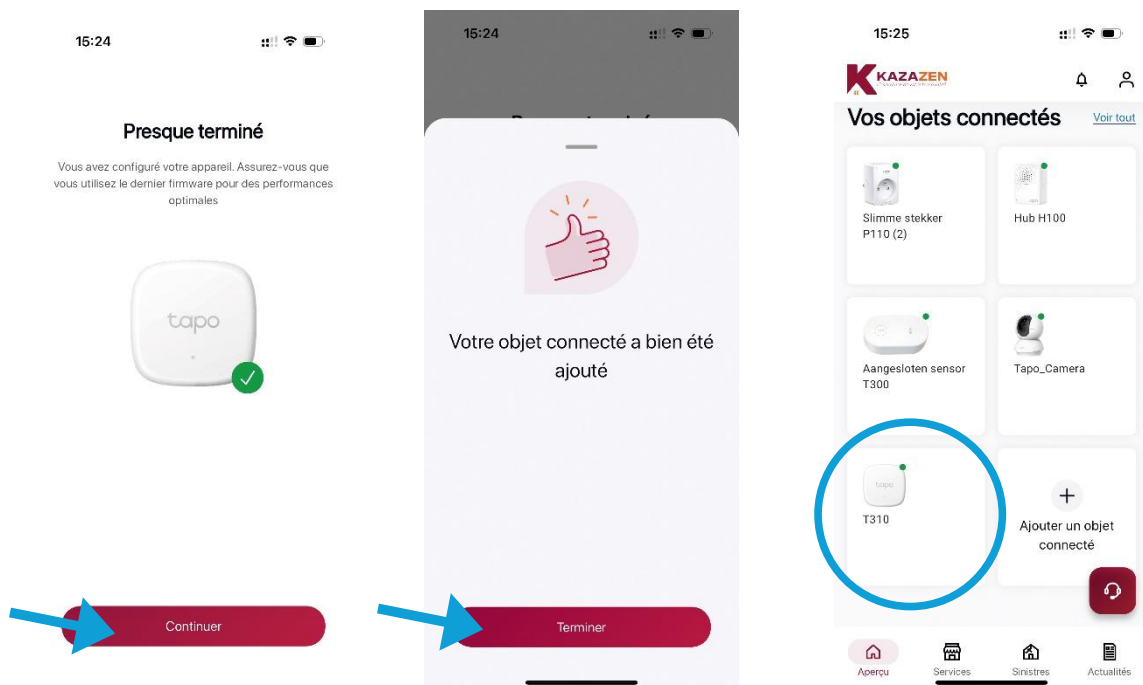 15:24
Presque terminé
Vous avez configuré votre appareil. Assurez-vous que
vous utilisez le dernier firmware pour des performances
optimales
tapo
Continuer
15:24
Votre objet connecté a bien été
ajouté
Terminer
15:25
KAZAZEN
Vos objets connectés
Voir tout
Slimme stekker
P110 (2)
Hub H100
Aangesloten sensor
T300
Tapo_Camera
tapo
T310
Ajouter un objet
connecté
Aperçu
Services
Sinistres
Actualités